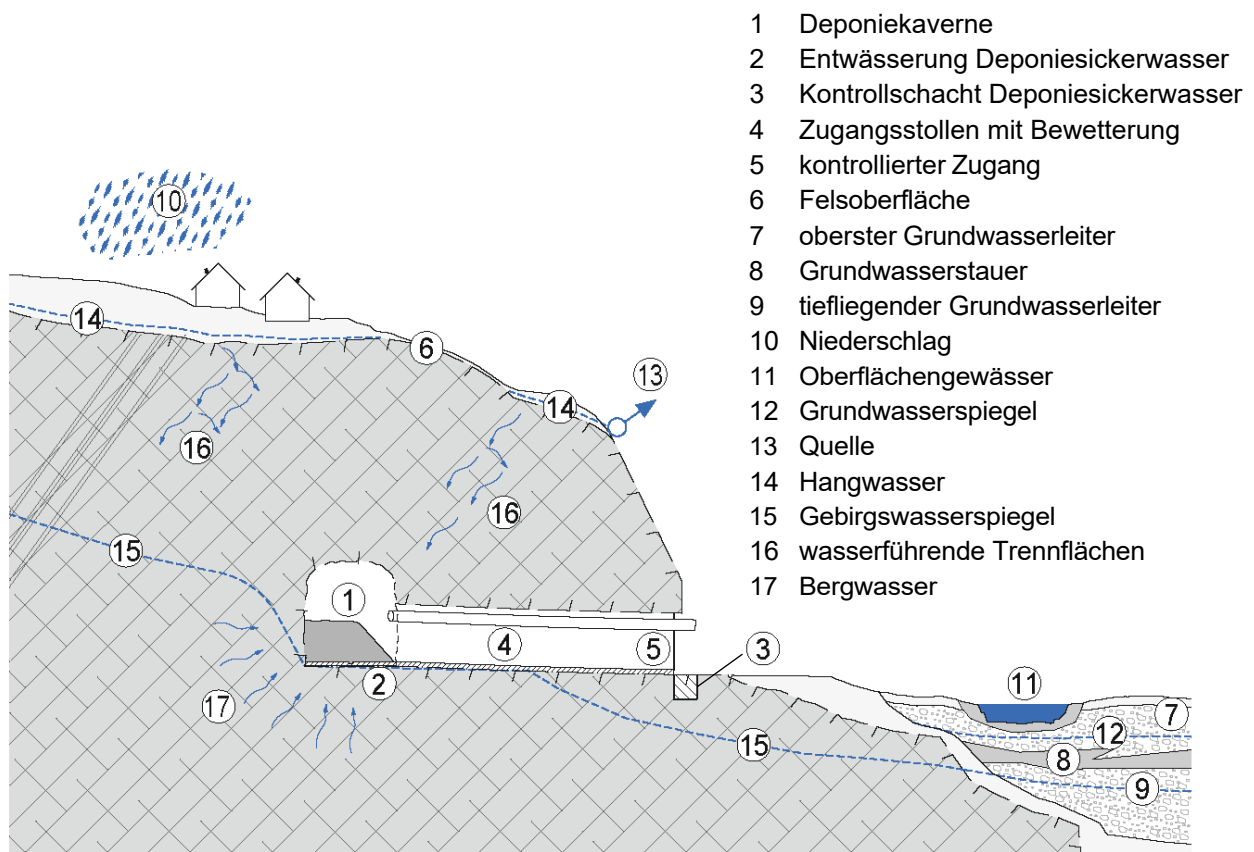 1 Deponiekaverne
2 Entwässerung Deponiesickerwasser
3 Kontrollschacht Deponiesickerwasser
4 Zugangsstollen mit Bewetterung
5 kontrollierter Zugang
6 Felsoberfläche
7 oberster Grundwasserleiter
8 Grundwasserstauer
9 tiefliegender Grundwasserleiter
10 Niederschlag
11 Oberflächengewässer
12 Grundwasserspiegel
13 Quelle
14 Hangwasser
15 Gebirgswasserspiegel
16 wasserführende Trennflächen
17 Bergwasser
10
14
6
13
14
16
16
15
1
4
5
3
2
17
11
7
12
15
8
9